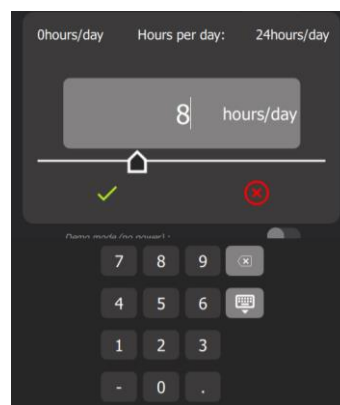 0hours/day Hours per day: 24hours/day
8 hours/day
Demo mode (no power) :
7 8 9
4 5 6
1 2 3
- 0 .